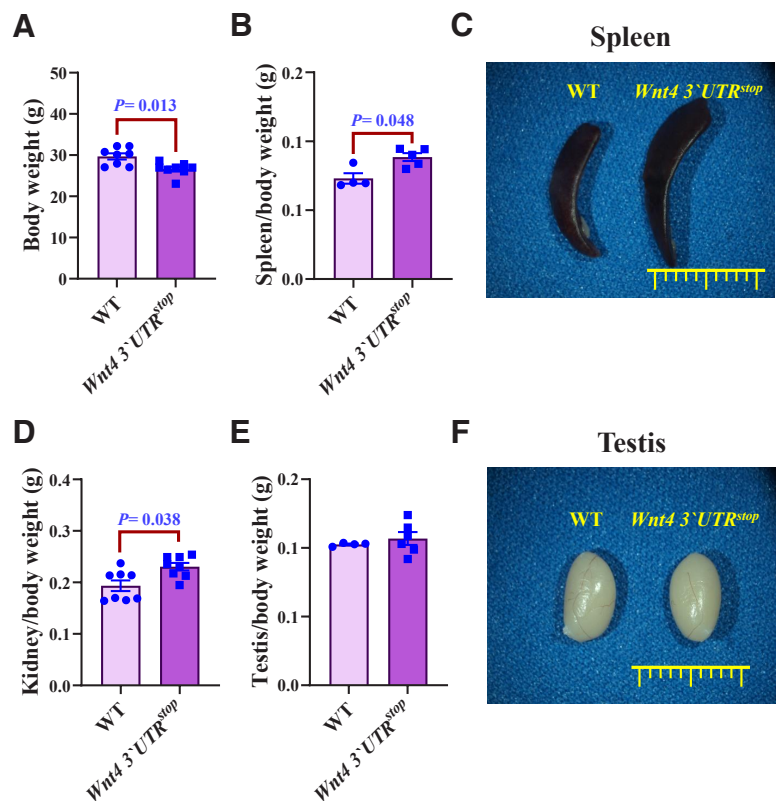 A
Body weight (g)
50
40
30
20
10
0
P= 0.013
WT
Wnt4 3`UTRstop
B
Spleen/body weight (g)
0.2
0.1
0.1
0.0
P= 0.048
WT
Wnt4 3`UTRstop
C
Spleen
WT
Wnt4 3`UTRstop
D
Kidney/body weight (g)
0.4
0.3
0.2
0.1
0.0
P= 0.038
WT
Wnt4 3`UTRstop
E
Testis/body weight (g)
0.2
0.1
0.1
0.0
WT
Wnt4 3`UTRstop
F
Testis
WT
Wnt4 3`UTRstop